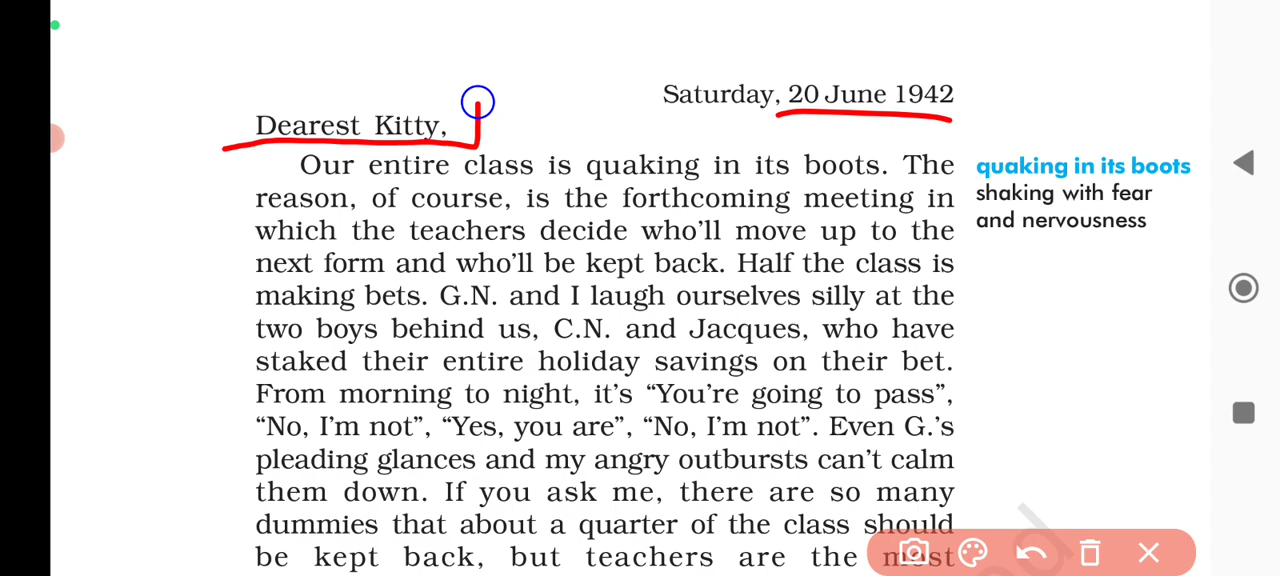 Saturday, 20 June 1942
Dearest Kitty,
Our entire class is quaking in its boots. The
reason, of course, is the forthcoming meeting in
which the teachers decide who'll move up to the
next form and who'll be kept back. Half the class is
making bets. G.N. and I laugh ourselves silly at the
two boys behind us, C.N. and Jacques, who have
staked their entire holiday savings on their bet.
From morning to night, it's “You're going to pass”,
“No, I'm not”, “Yes, you are”, “No, I'm not”. Even G.'s
pleading glances and my angry outbursts can't calm
them down. If you ask me, there are so many
dummies that about a quarter of the class should
be kept back, but teachers are the most
quaking in its boots
shaking with fear
and nervousness